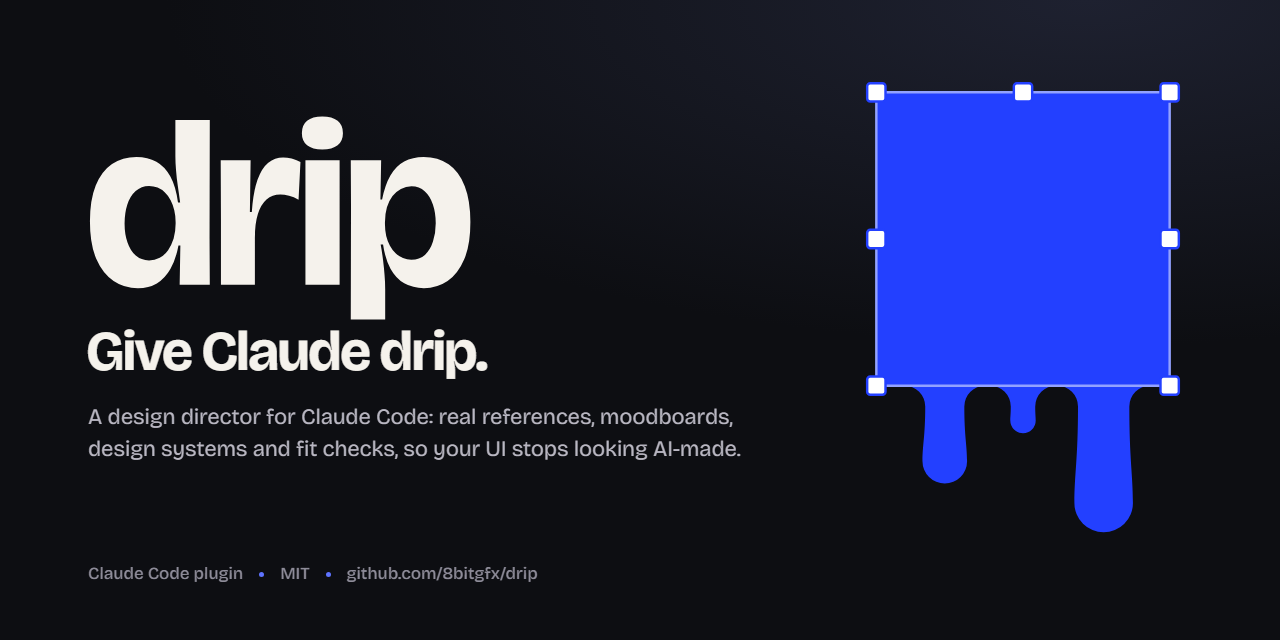 drip
Give Claude drip.
A design director for Claude Code: real references, moodboards,
design systems and fit checks, so your UI stops looking AI-made.
Claude Code plugin • MIT • github.com/8bitgfx/drip